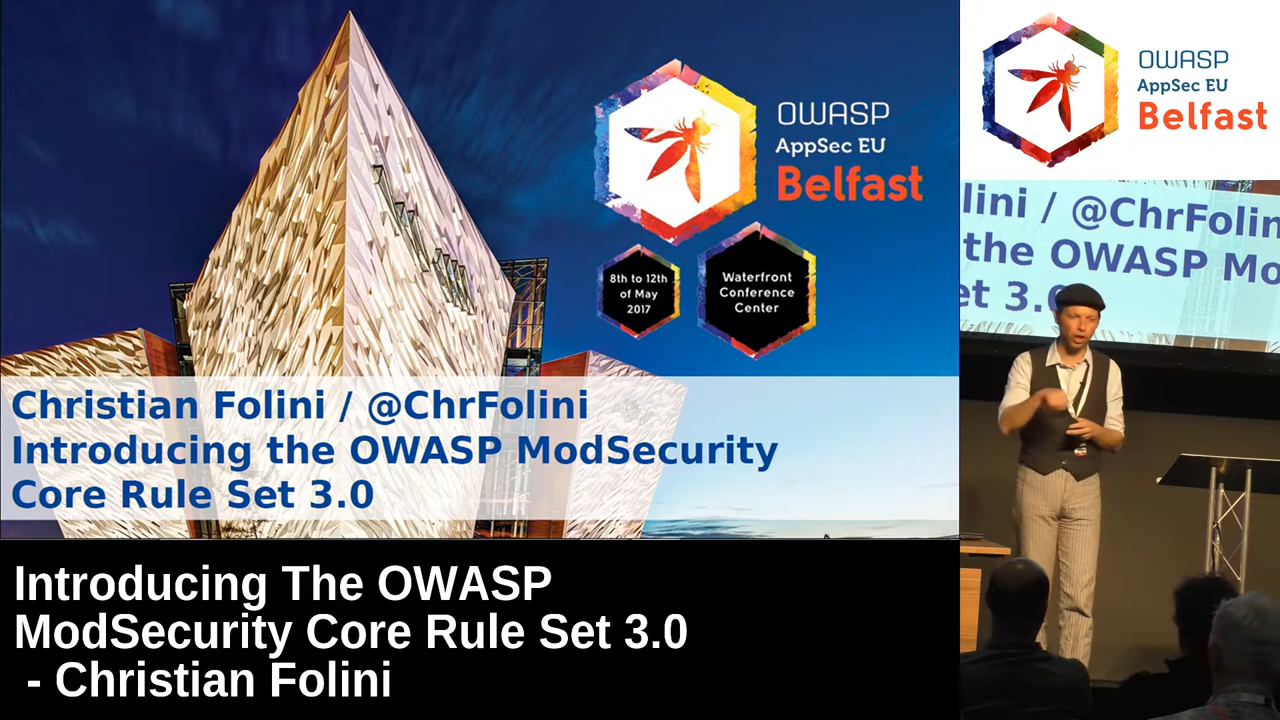 OWASP
AppSec EU
Belfast
8th to 12th
of May
2017
Waterfront
Conference
Center
Christian Folini / @ChrFolini
Introducing the OWASP ModSecurity
Core Rule Set 3.0
Introducing The OWASP
ModSecurity Core Rule Set 3.0
- Christian Folini
OWASP
AppSec EU
Belfast
lini / @ChrFolin
the OWASP Mo
et 3.0